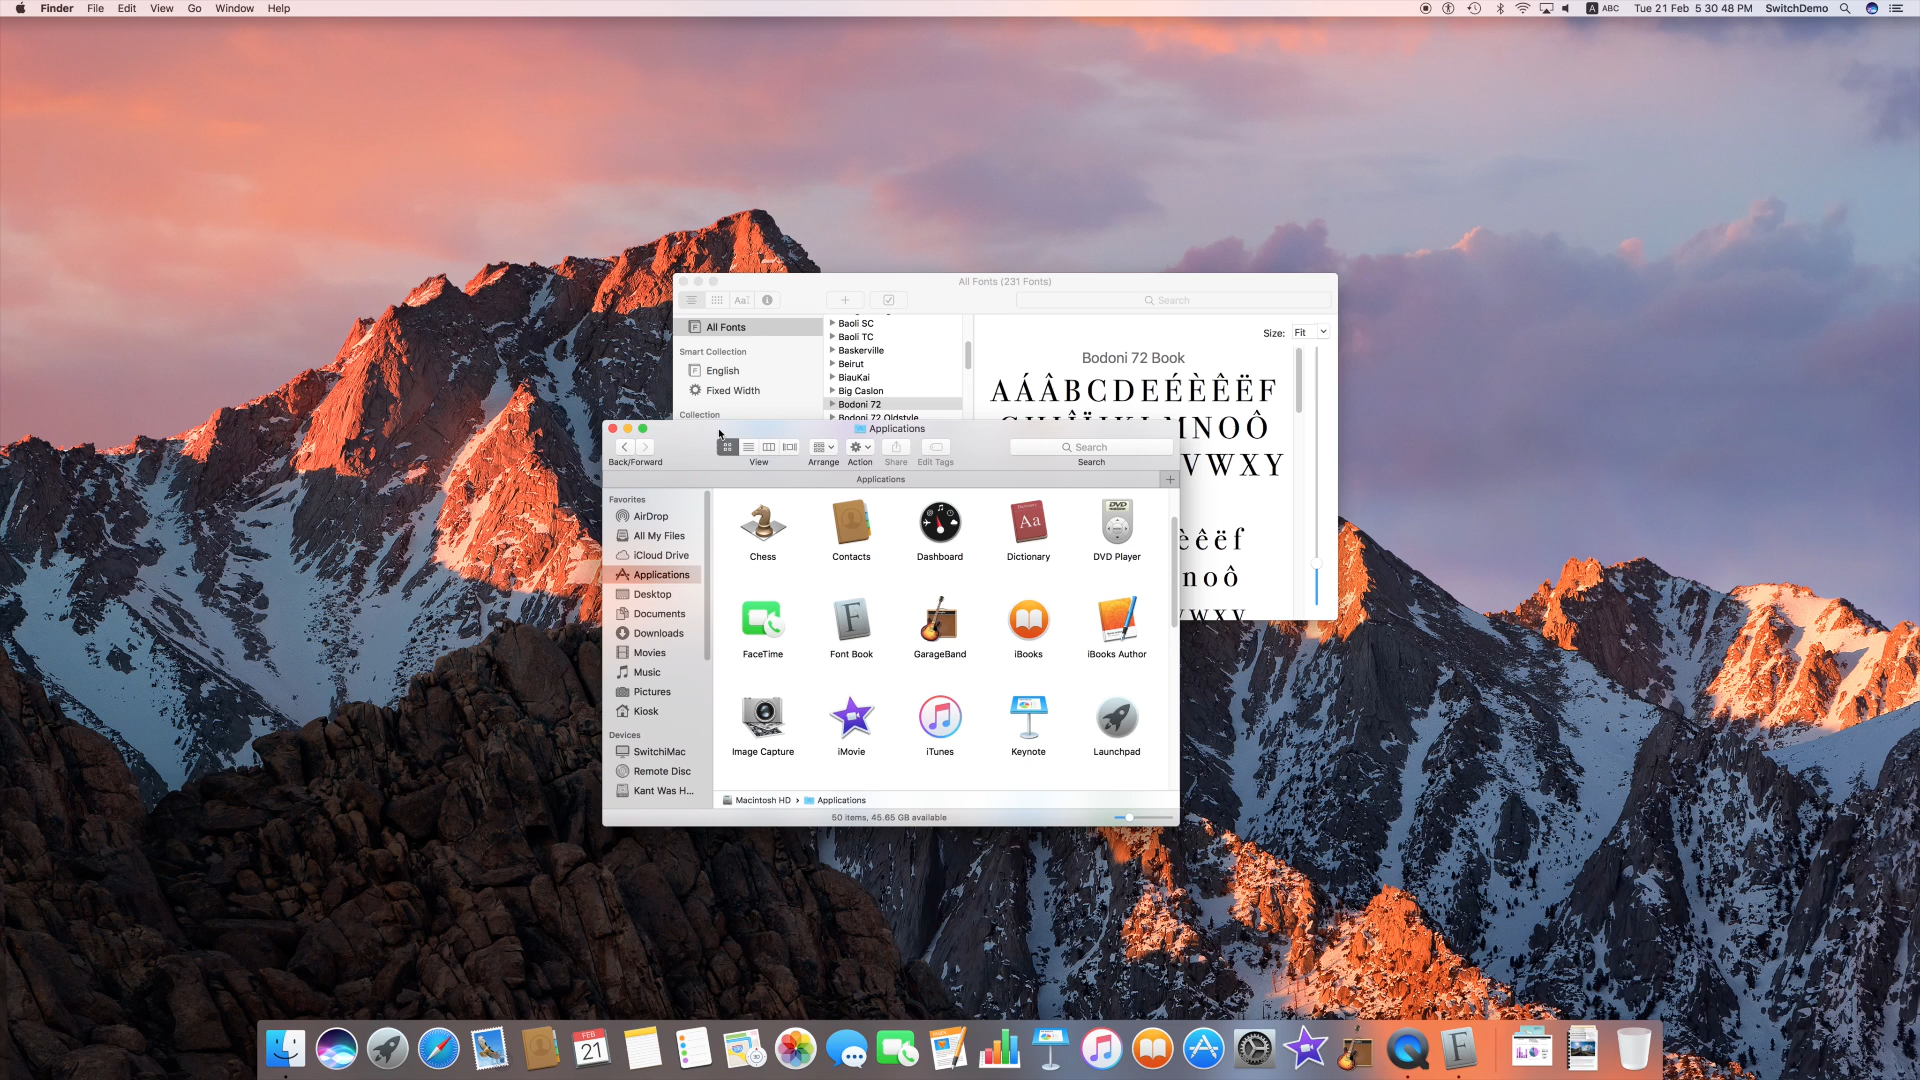 Finder File Edit View Go Window Help
ABC Tue 21 Feb 5 30 48 PM SwitchDemo
All Fonts (231 Fonts)
Search
All Fonts
Smart Collection
English
Fixed Width
Collection
Baoli SC
Baoli TC
Baskerville
Beirut
BiauKai
Big Caslon
Bodoni 72
Bodoni 72 Oldstyle
Size: Fit
Bodoni 72 Book
AÁÂBCDEÉÈÊËF
MNOÔ
VWXY
èêëf
noô
vwxy
Applications
Search
Back/Forward View Arrange Action Share Edit Tags Search
Applications
Favorites
AirDrop
All My Files
iCloud Drive
Applications
Desktop
Documents
Downloads
Movies
Music
Pictures
Kiosk
Devices
SwitchiMac
Remote Disc
Kant Was H...
Chess Contacts Dashboard Dictionary DVD Player
FaceTime Font Book GarageBand iBooks iBooks Author
Image Capture iMovie iTunes Keynote Launchpad
Macintosh HD › Applications
50 items, 45.65 GB available
FEB
21